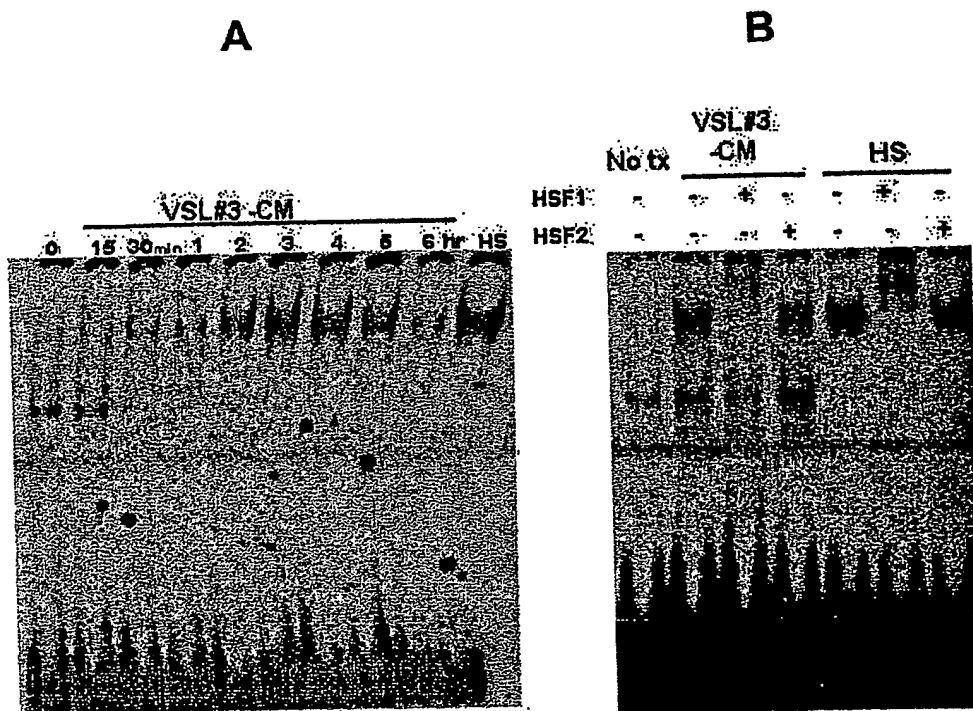 A
B
VSL#3 -CM
0 15 30min 1 2 3 4 5 6 hr HS
No tx
VSL#3
-CM
HS
HSF1 - - + - - + -
HSF2 - - - + - - +